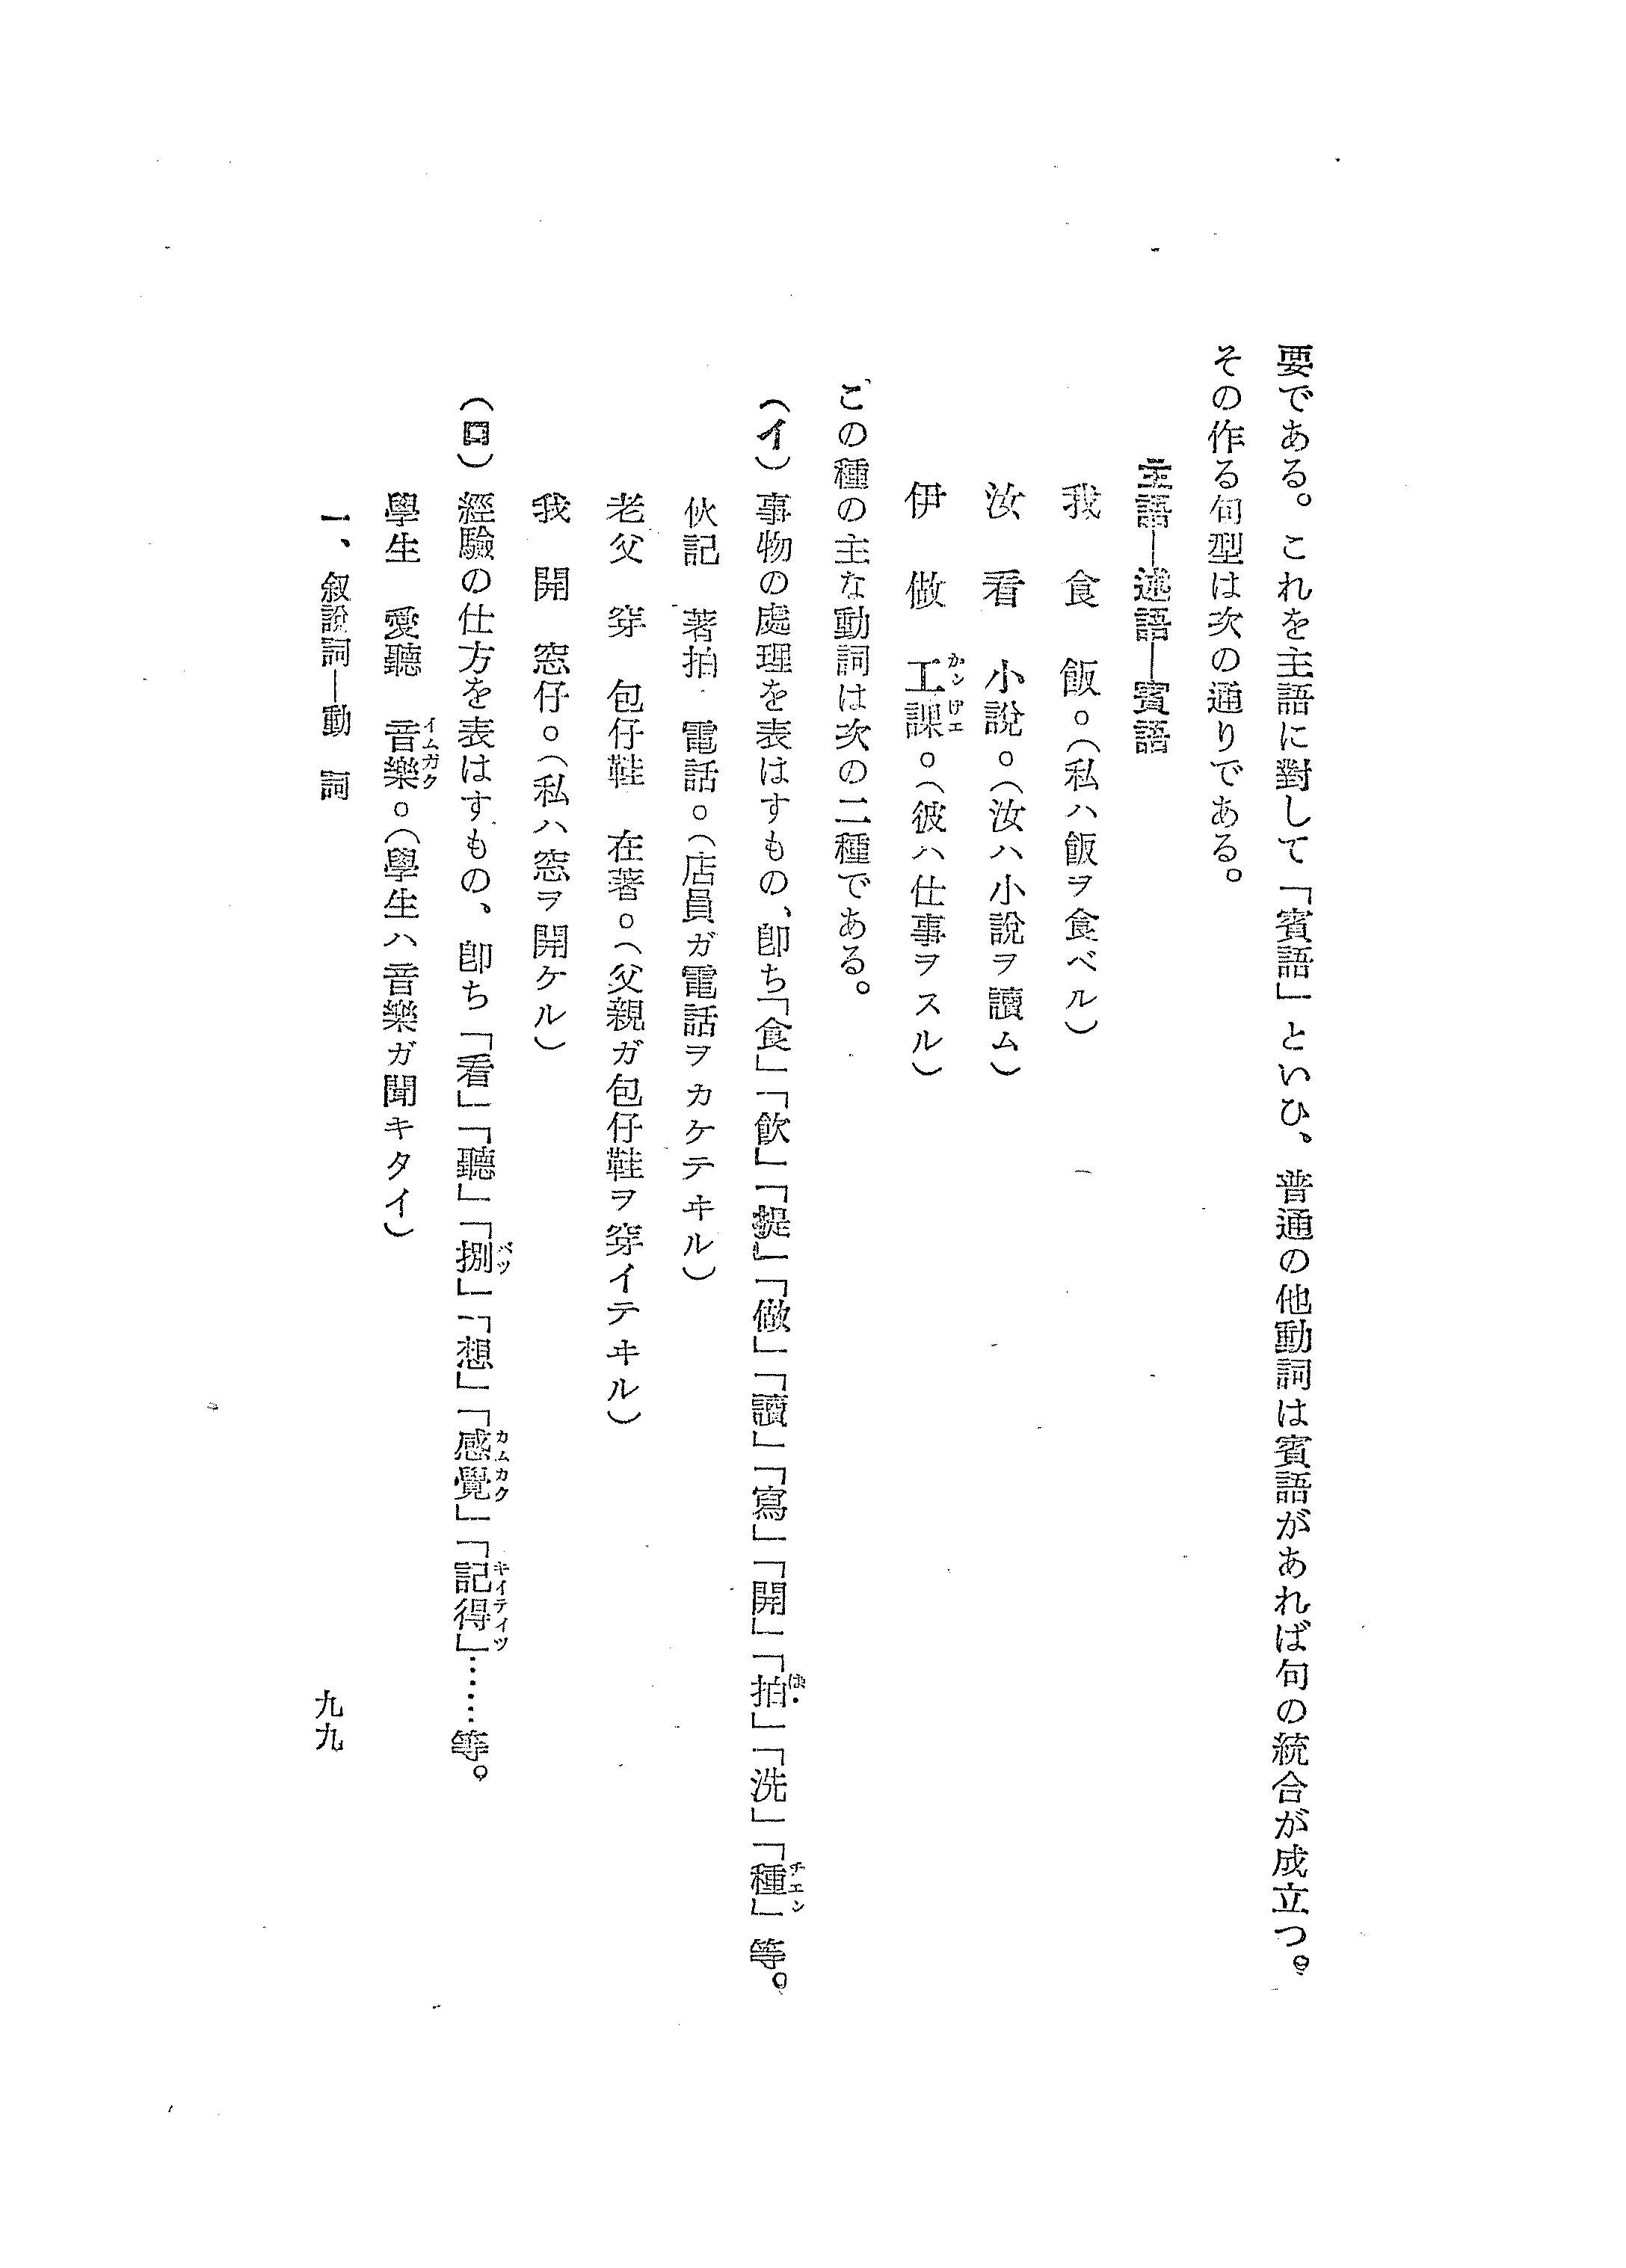 要である。これを主語に對して「賓語」といひ、普通の他動詞は賓語があれば句の統合が成立つ。
その作る句型は次の通りである。
主語―述語―賓語
我　食　飯。（私ハ飯ヲ食ベル）
汝　看　小說。（汝ハ小說ヲ讀ム）
伊　做　工課。（彼ハ仕事ヲスル）
この種の主な動詞は次の二種である。
（イ）事物の處理を表はすもの、卽ち「食」「飮」「提」「做」「讀」「寫」「開」「拍」「洗」「種」等。
伙記　著拍　電話。（店員ガ電話ヲカケテヰル）
老父　穿　包仔鞋　在著。（父親ガ包仔鞋ヲ穿イテヰル）
我　開　窓仔。（私ハ窓ヲ開ケル）
（ロ）經驗の仕方を表はすもの、卽ち「看」「聽」「捌」「想」「感覺」「記得」……等。
學生　愛聽　音樂。（學生ハ音樂ガ聞キタイ）
一、敍說詞―動　詞
九九